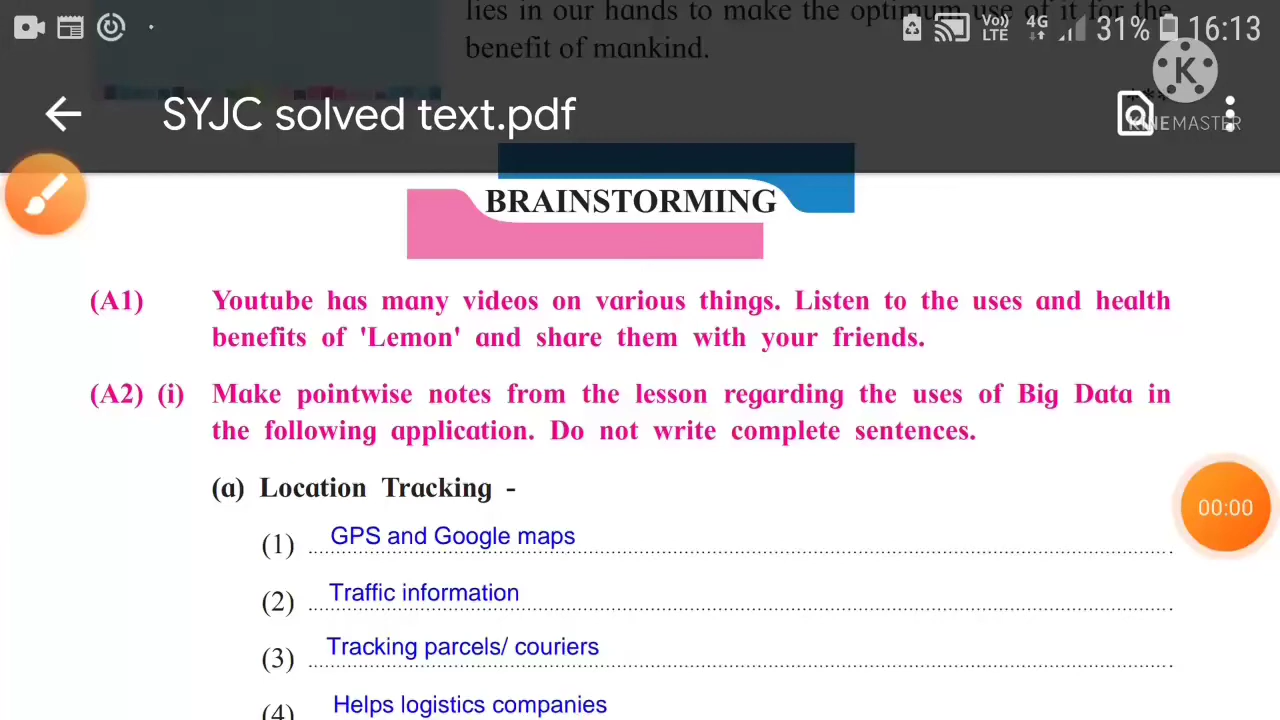 lies in our hands to make the optimum use of it for the
benefit of mankind.
Vo)) LTE 4G 31% 16:13
K
KINEMASTER
SYJC solved text.pdf
BRAINSTORMING
(A1) Youtube has many videos on various things. Listen to the uses and health
benefits of 'Lemon' and share them with your friends.
(A2) (i) Make pointwise notes from the lesson regarding the uses of Big Data in
the following application. Do not write complete sentences.
(a) Location Tracking -
(1) GPS and Google maps
(2) Traffic information
00:00
(3) Tracking parcels/ couriers
(4) Helps logistics companies